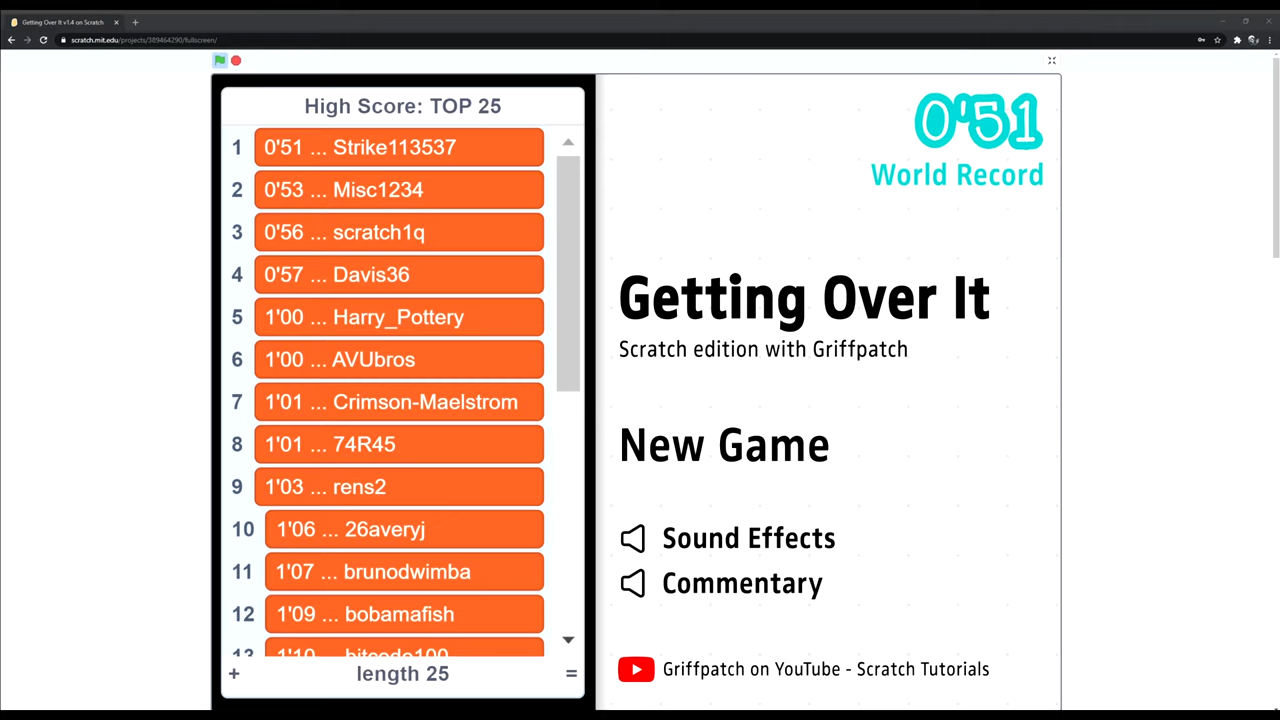 Getting Over It v1.4 on Scratch
scratch.mit.edu/projects/389464290/fullscreen/
High Score: TOP 25
1 0'51 ... Strike113537
2 0'53 ... Misc1234
3 0'56 ... scratch1q
4 0'57 ... Davis36
5 1'00 ... Harry_Pottery
6 1'00 ... AVUbros
7 1'01 ... Crimson-Maelstrom
8 1'01 ... 74R45
9 1'03 ... rens2
10 1'06 ... 26averyj
11 1'07 ... brunodwimba
12 1'09 ... bobamafish
13 1'10 ... bitcode100
+ length 25 =
0'51
World Record
Getting Over It
Scratch edition with Griffpatch
New Game
Sound Effects
Commentary
Griffpatch on YouTube - Scratch Tutorials